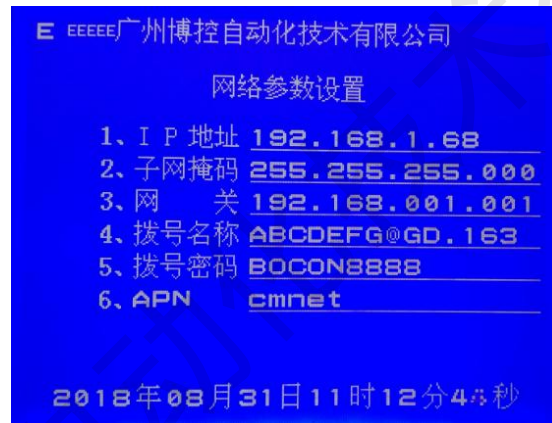 E EEEEE广州博控自动化技术有限公司
网络参数设置
1、IP地址 192.168.1.68
2、子网掩码 255.255.255.000
3、网 关 192.168.001.001
4、拨号名称 ABCDEFG@GD.163
5、拨号密码 BOCON8888
6、APN cmnet
2018年08月31日11时12分4秒